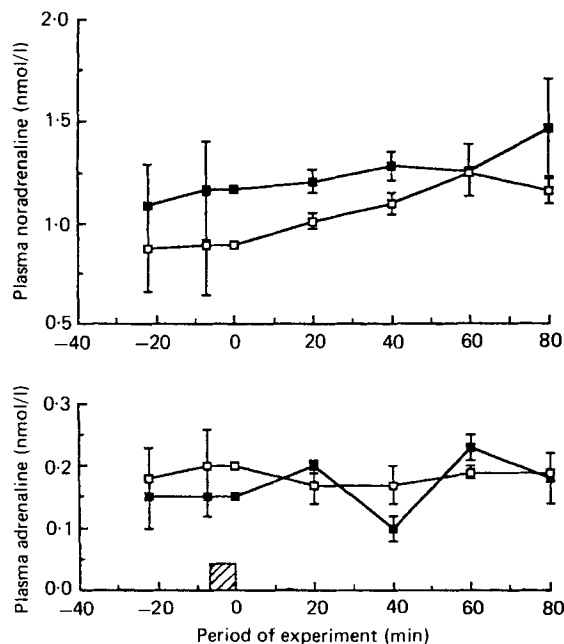 Plasma noradrenaline (nmol/l)
2·0
1·5
1·0
0·5
−40 −20 0 20 40 60 80
Plasma adrenaline (nmol/l)
0·3
0·2
0·1
0·0
−40 −20 0 20 40 60 80
Period of experiment (min)